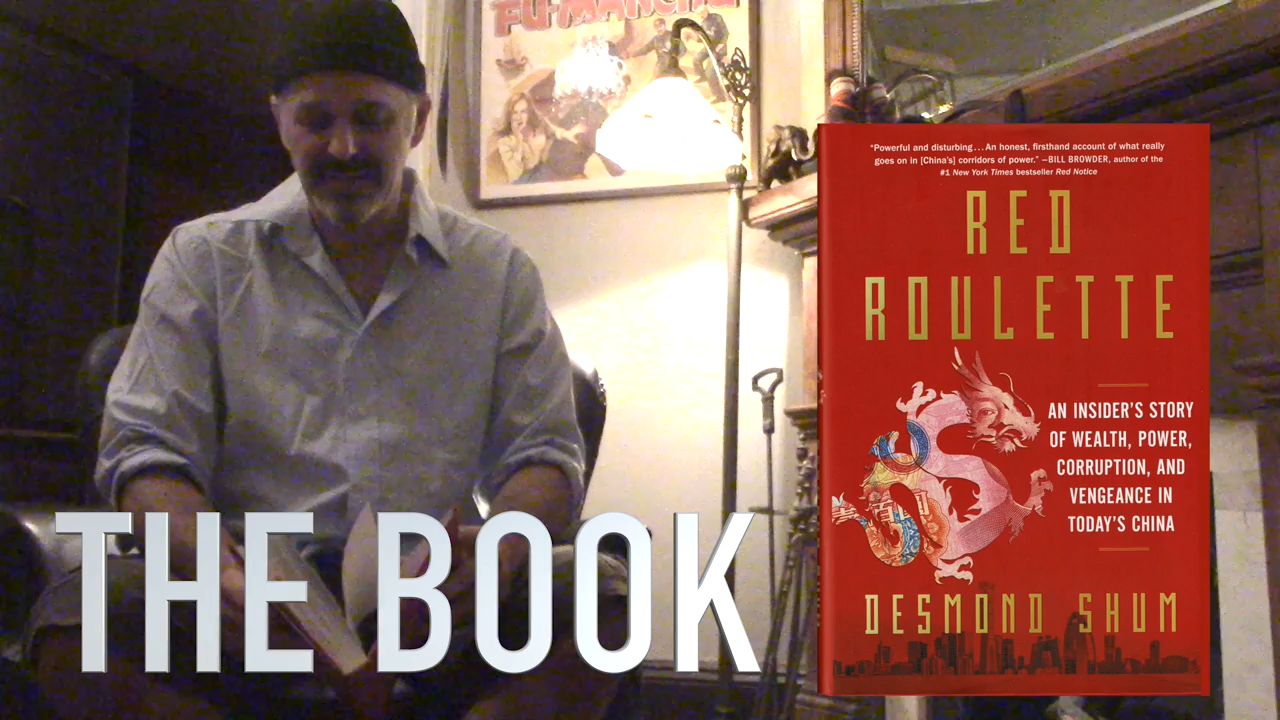 FU-MANCHU
"Powerful and disturbing...An honest, firsthand account of what really
goes on in [China's] corridors of power." —BILL BROWDER, author of the
#1 New York Times bestseller Red Notice
RED
ROULETTE
AN INSIDER'S STORY
OF WEALTH, POWER,
CORRUPTION, AND
VENGEANCE IN
TODAY'S CHINA
DESMOND SHUM
THE BOOK